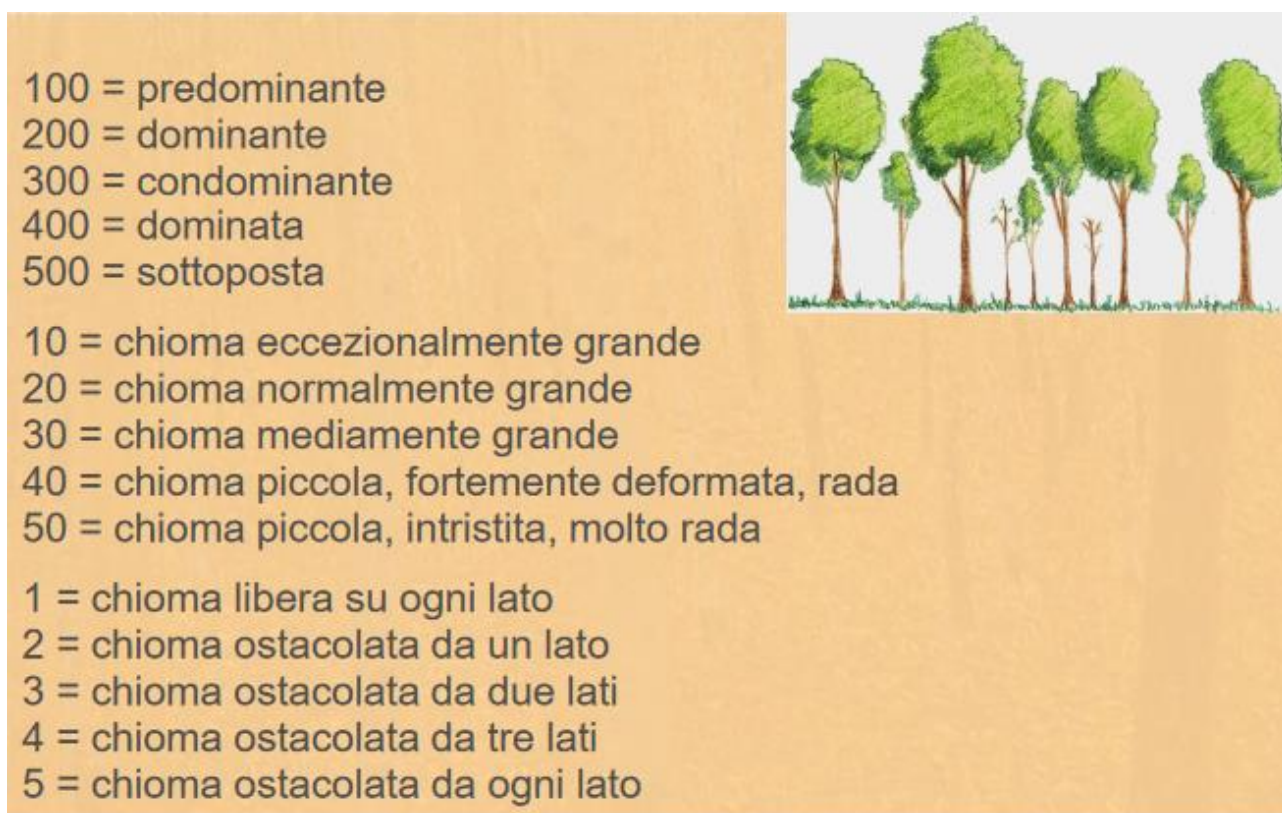 100 = predominante
200 = dominante
300 = condominante
400 = dominata
500 = sottoposta
10 = chioma eccezionalmente grande
20 = chioma normalmente grande
30 = chioma mediamente grande
40 = chioma piccola, fortemente deformata, rada
50 = chioma piccola, intristita, molto rada
1 = chioma libera su ogni lato
2 = chioma ostacolata da un lato
3 = chioma ostacolata da due lati
4 = chioma ostacolata da tre lati
5 = chioma ostacolata da ogni lato